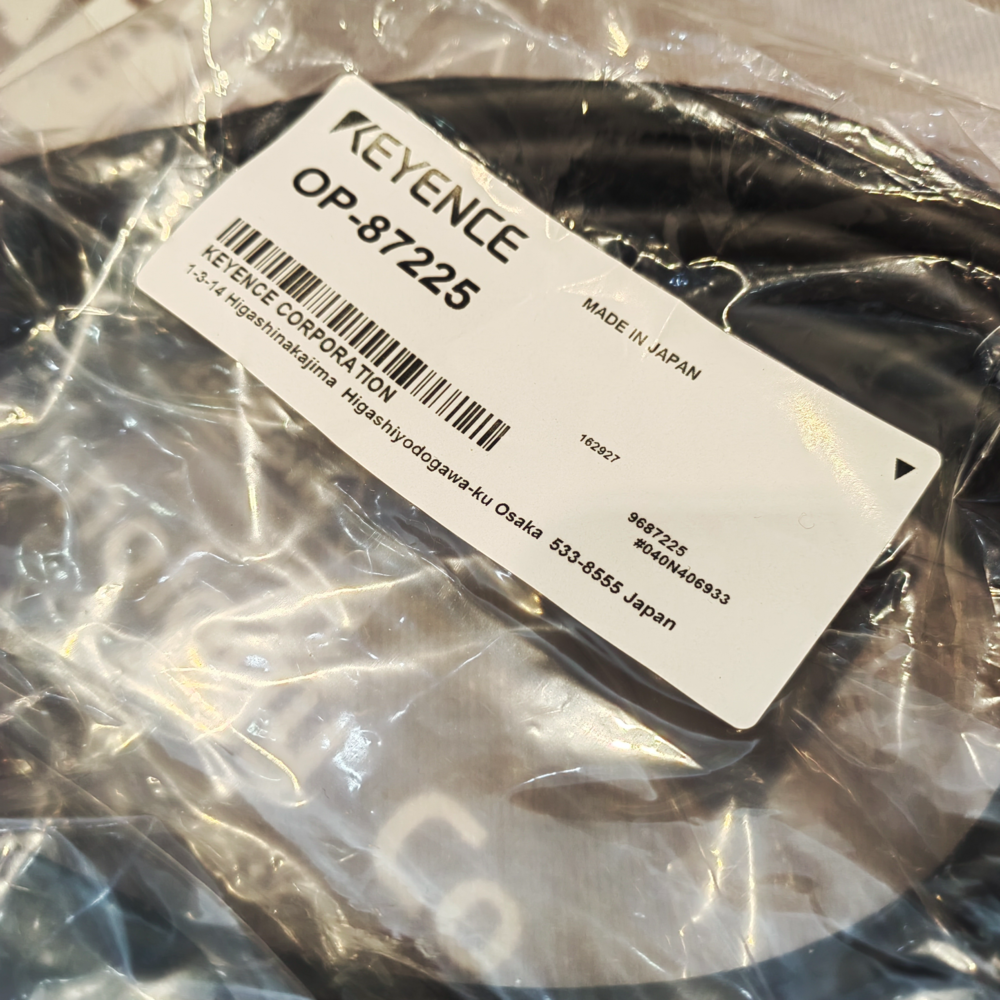 KEYENCE
OP-87225
MADE IN JAPAN
KEYENCE CORPORATION
1-3-14 Higashinakajima Higashiyodogawa-ku Osaka 533-8555 Japan
162927
9687225
#040N406933